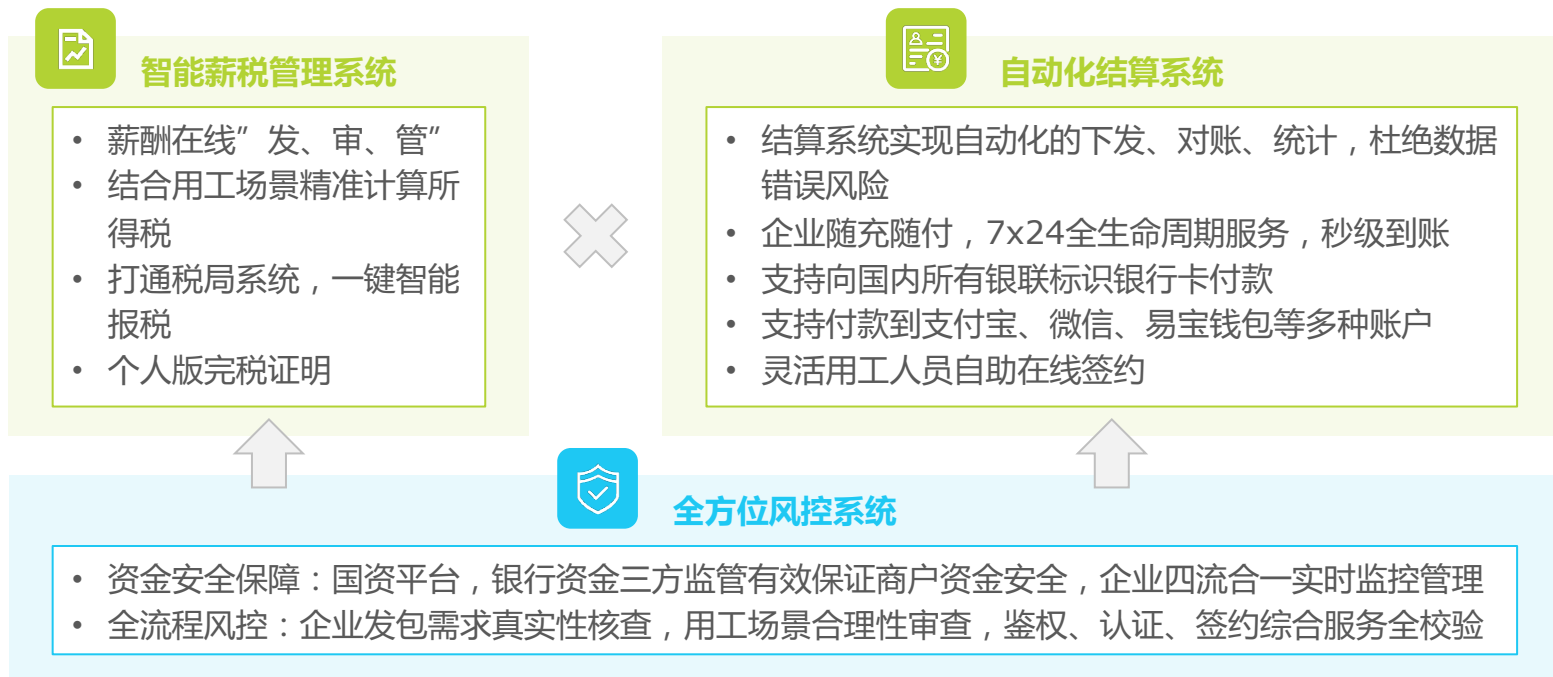 智能薪税管理系统
• 薪酬在线”发、审、管”
• 结合用工场景精准计算所
得税
• 打通税局系统，一键智能
报税
• 个人版完税证明
自动化结算系统
• 结算系统实现自动化的下发、对账、统计，杜绝数据
错误风险
• 企业随充随付，7x24全生命周期服务，秒级到账
• 支持向国内所有银联标识银行卡付款
• 支持付款到支付宝、微信、易宝钱包等多种账户
• 灵活用工人员自助在线签约
全方位风控系统
• 资金安全保障：国资平台，银行资金三方监管有效保证商户资金安全，企业四流合一实时监控管理
• 全流程风控：企业发包需求真实性核查，用工场景合理性审查，鉴权、认证、签约综合服务全校验